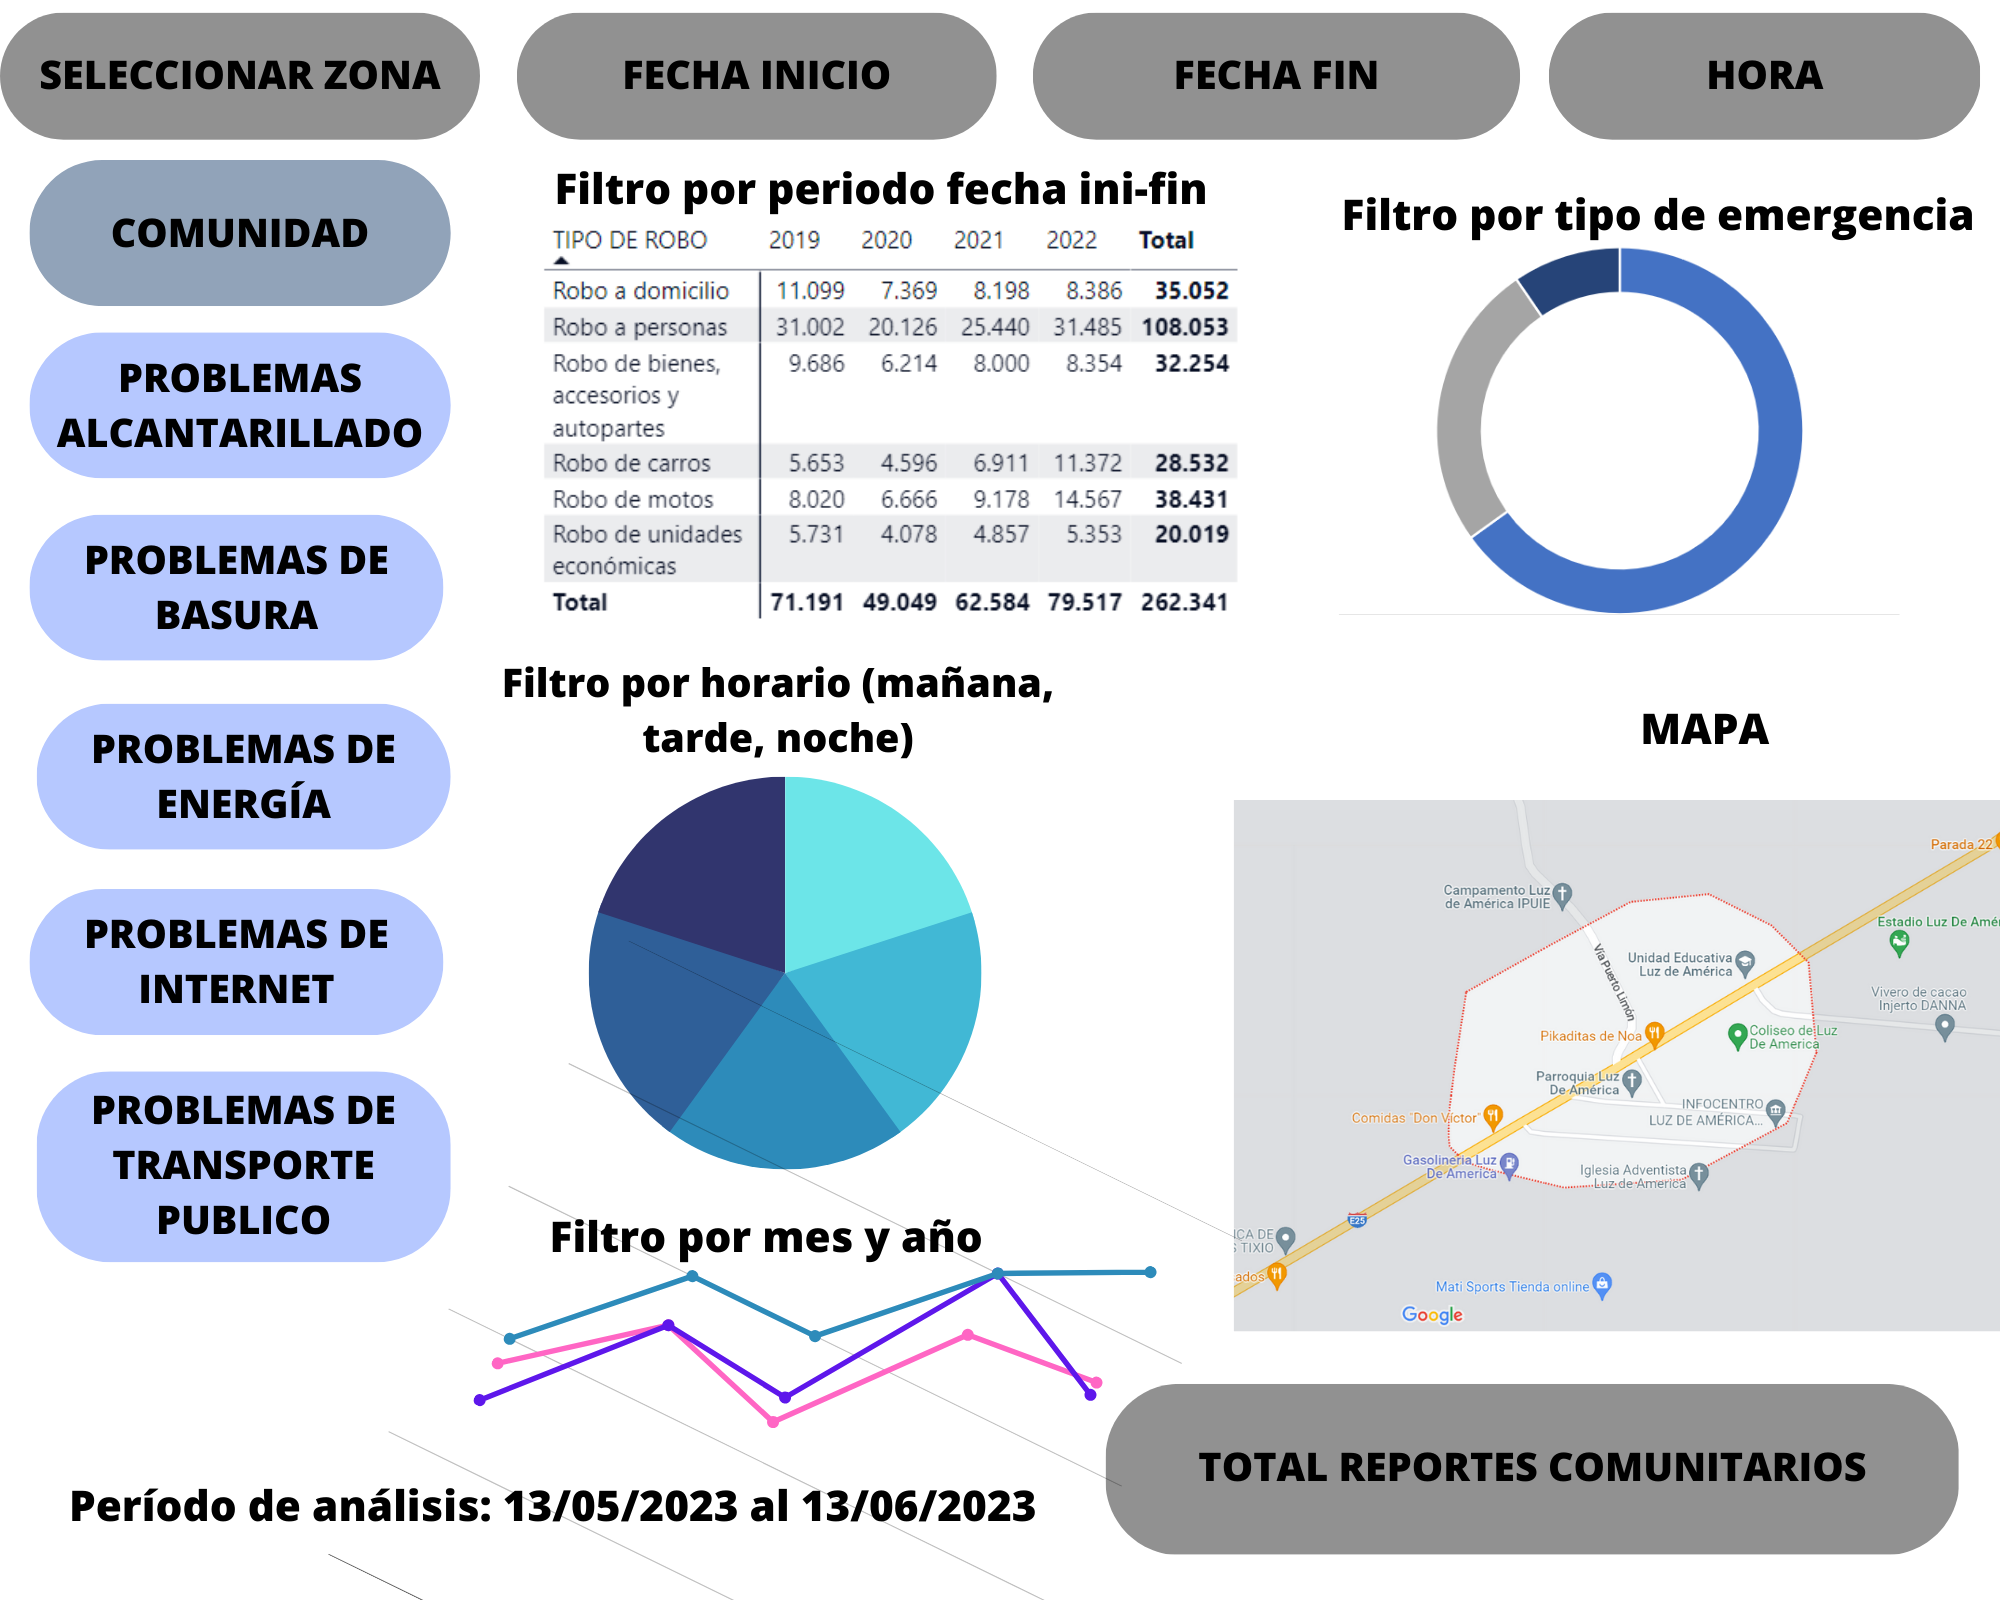 SELECCIONAR ZONA
FECHA INICIO
FECHA FIN
HORA
COMUNIDAD
PROBLEMAS
ALCANTARILLADO
PROBLEMAS DE
BASURA
PROBLEMAS DE
ENERGÍA
PROBLEMAS DE
INTERNET
PROBLEMAS DE
TRANSPORTE
PUBLICO
Filtro por periodo fecha ini-fin
TIPO DE ROBO 2019 2020 2021 2022 Total
Robo a domicilio 11.099 7.369 8.198 8.386 35.052
Robo a personas 31.002 20.126 25.440 31.485 108.053
Robo de bienes, 9.686 6.214 8.000 8.354 32.254
accesorios y
autopartes
Robo de carros 5.653 4.596 6.911 11.372 28.532
Robo de motos 8.020 6.666 9.178 14.567 38.431
Robo de unidades 5.731 4.078 4.857 5.353 20.019
económicas
Total 71.191 49.049 62.584 79.517 262.341
Filtro por tipo de emergencia
Filtro por horario (mañana,
tarde, noche)
MAPA
Parada 22
Campamento Luz
de América IPUIE
Estadio Luz De Amér
Vía Puerto Limón
Unidad Educativa
Luz de América
Vivero de cacao
Injerto DANNA
Pikaditas de Noa
Coliseo de Luz
De America
Parroquia Luz
De América
INFOCENTRO
LUZ DE AMÉRICA...
Comidas "Don Víctor"
Gasolineria Luz
De America
Iglesia Adventista
Luz de America
E25
ICA DE
S TIXIO
ados
Mati Sports Tienda online
Google
Filtro por mes y año
TOTAL REPORTES COMUNITARIOS
Período de análisis: 13/05/2023 al 13/06/2023